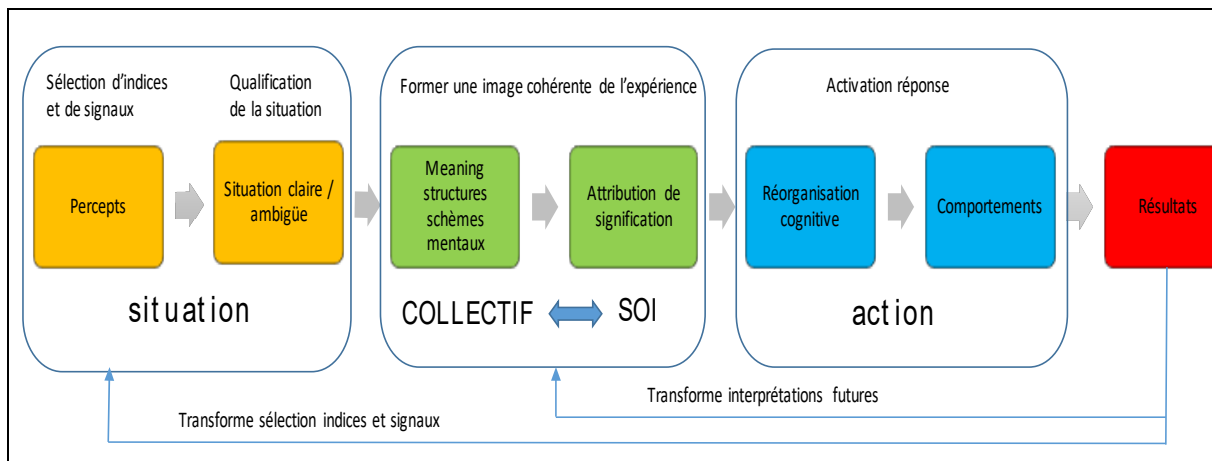 Sélection d'indices
et de signaux
Qualification
de la situation
Percepts
Situation claire /
ambigüe
situation
Former une image cohérente de l'expérience
Meaning
structures
schèmes
mentaux
Attribution de
signification
COLLECTIF
SOI
Activation réponse
Réorganisation
cognitive
Comportements
action
Résultats
Transforme interprétations futures
Transforme sélection indices et signaux